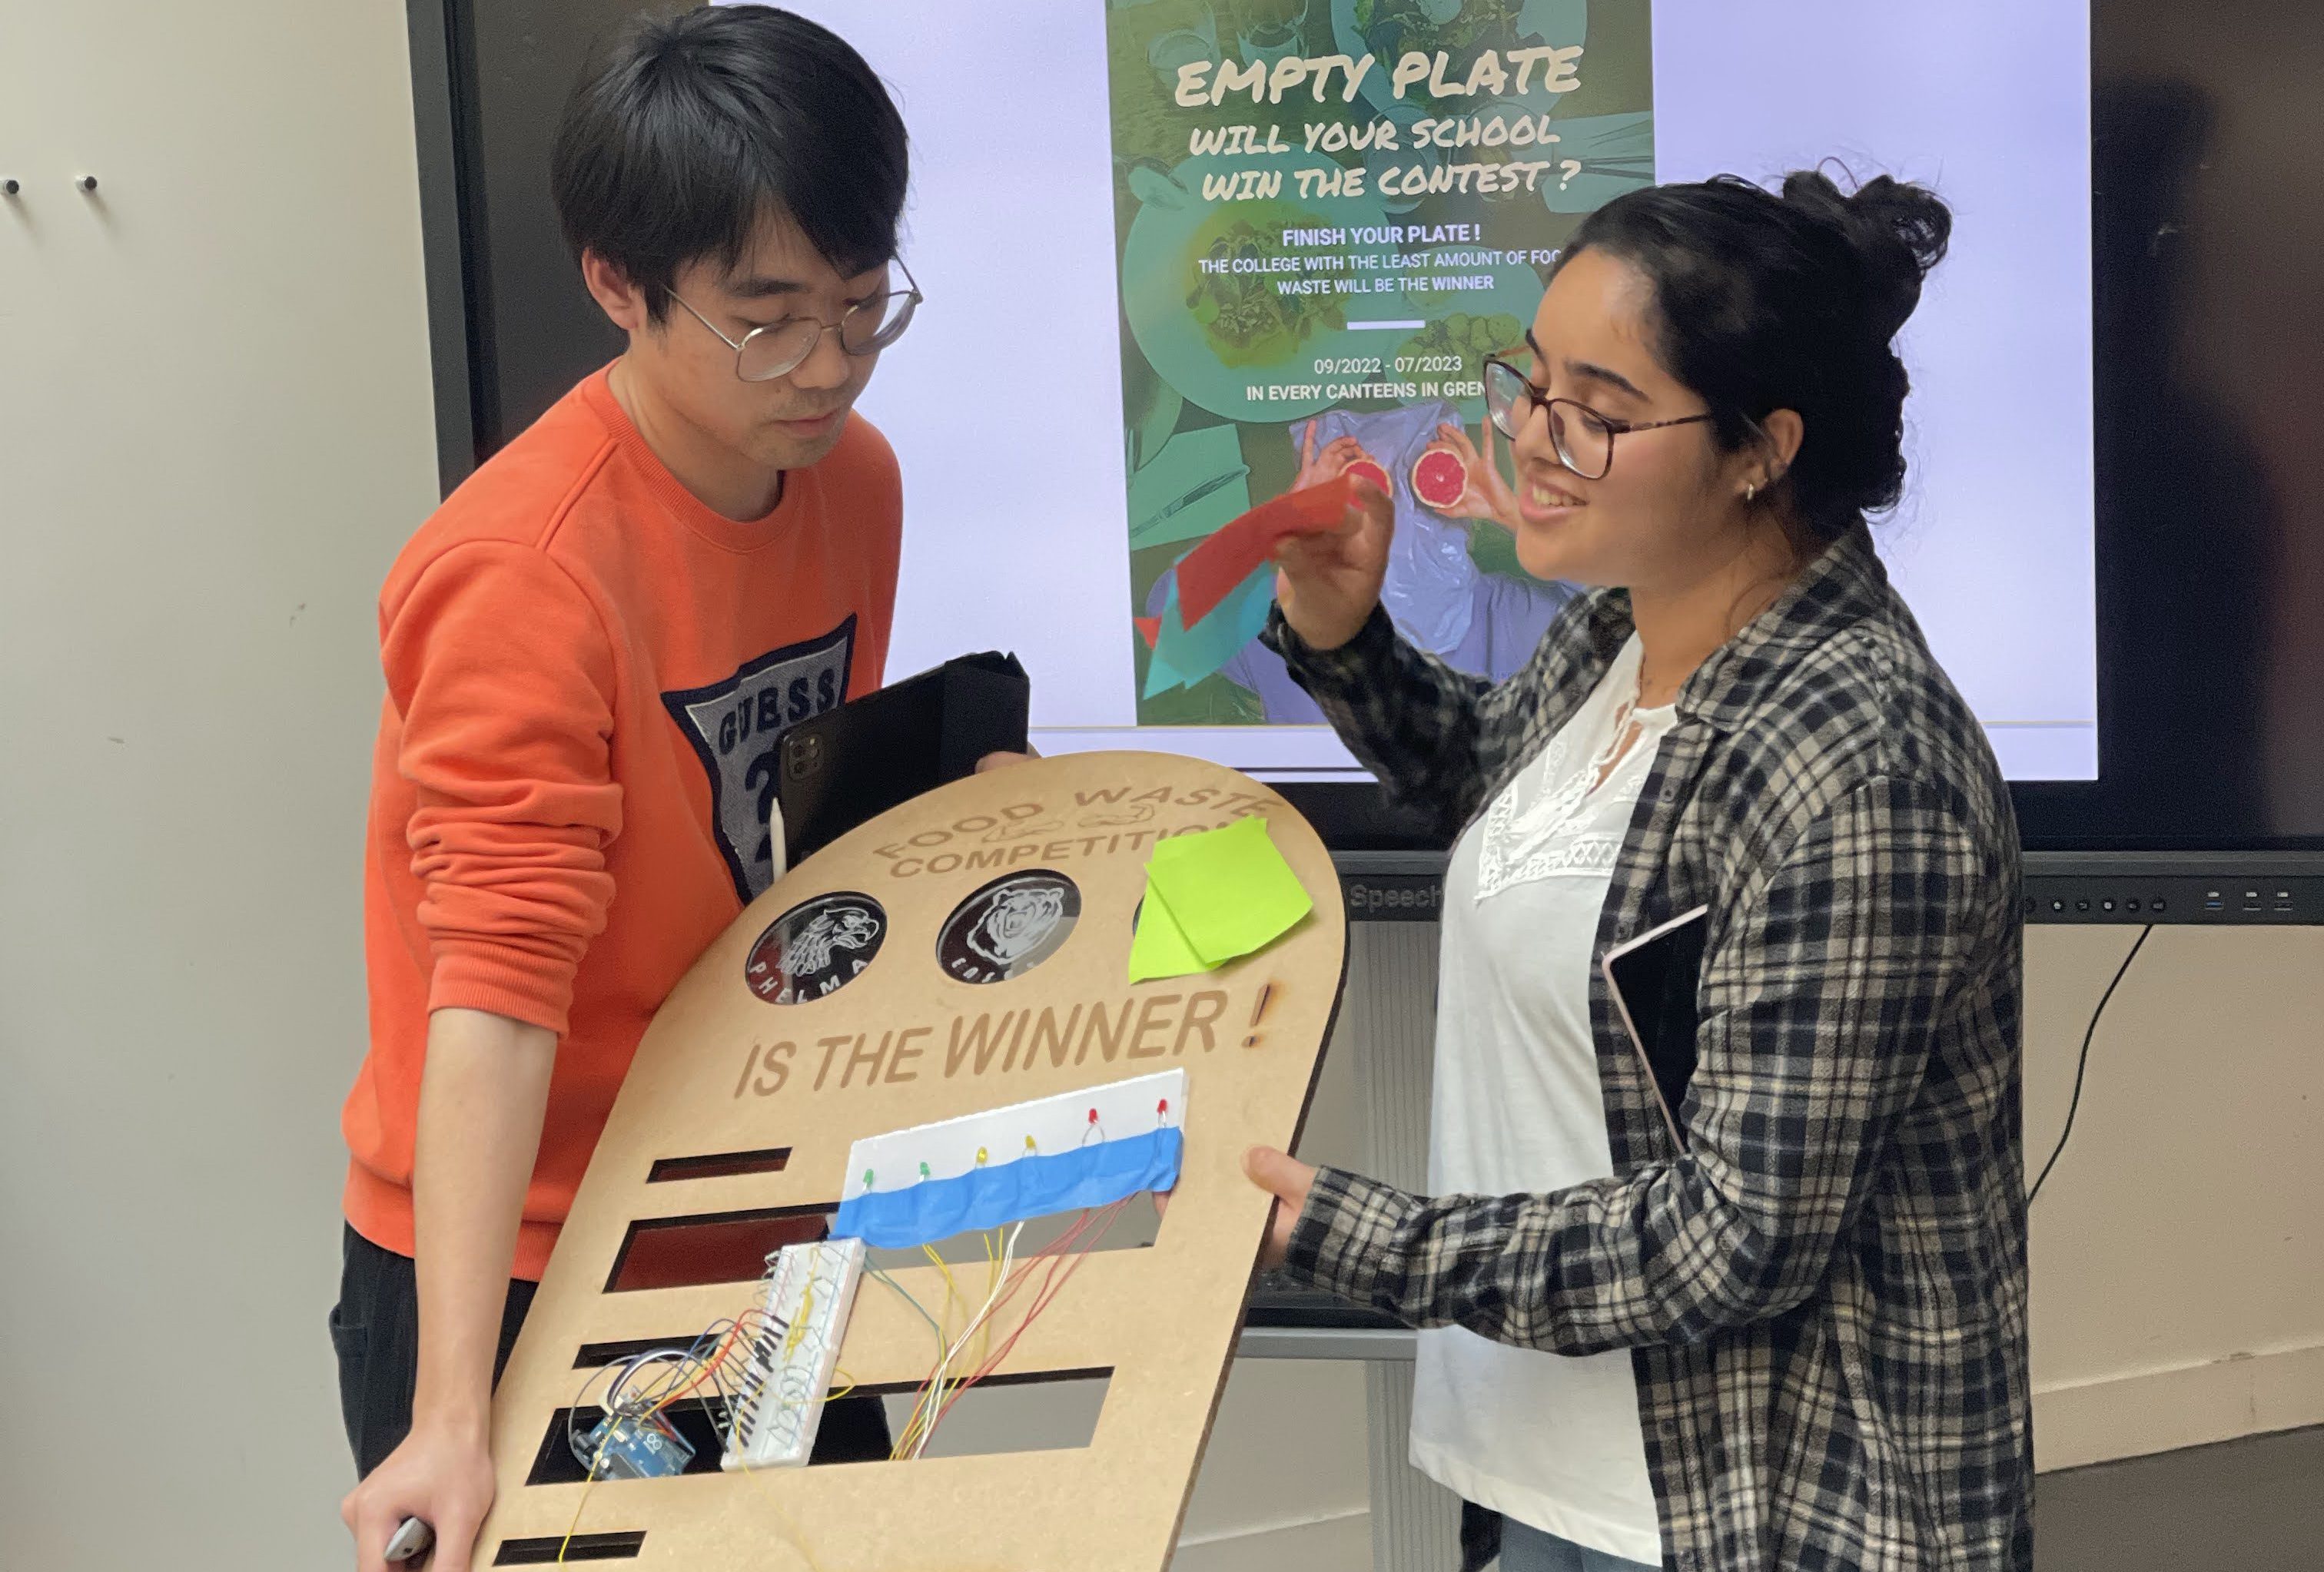 EMPTY PLATE
WILL YOUR SCHOOL
WIN THE CONTEST ?
FINISH YOUR PLATE !
THE COLLEGE WITH THE LEAST AMOUNT OF FOO
WASTE WILL BE THE WINNER
09/2022 - 07/2023
IN EVERY CANTEENS IN GREN
GUESS
Speech
FOOD WASTE
COMPETITION
PHELMA
IS THE WINNER !